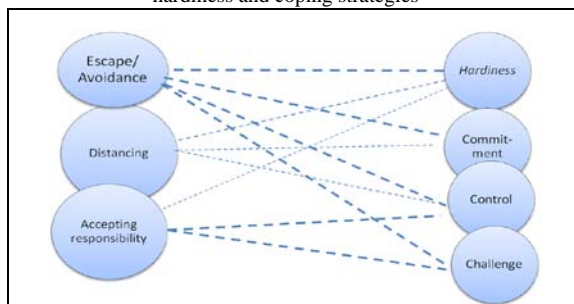 hardiness and coping strategies
Escape/
Avoidance
Distancing
Accepting
responsibility
Hardiness
Commit-
ment
Control
Challenge